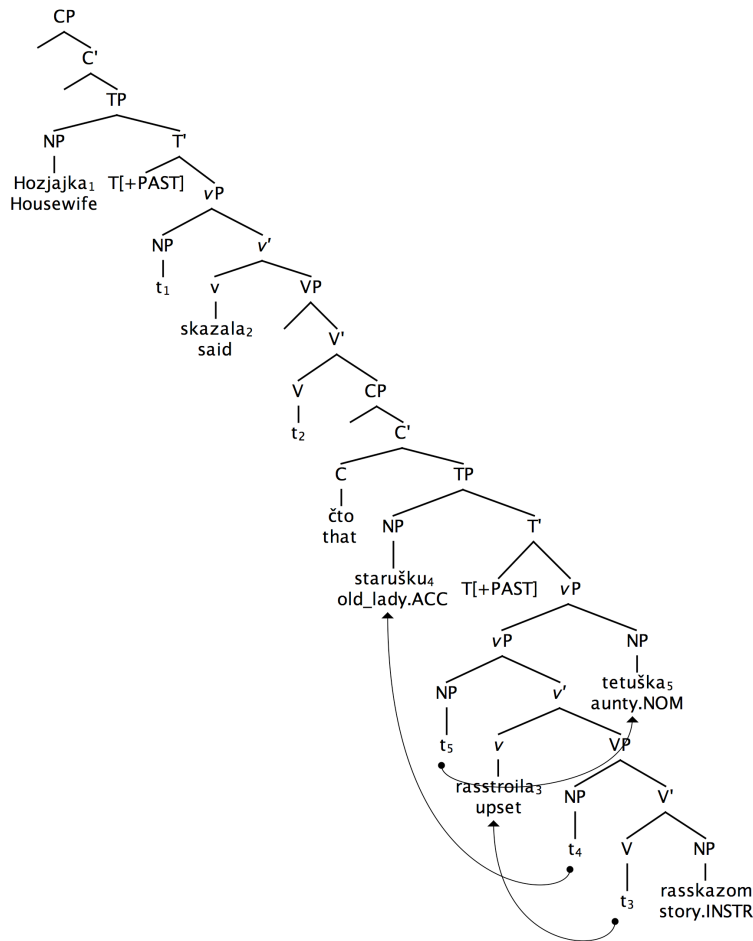 CP
C'
TP
NP T'
Hozjajka₁ T[+PAST] vP
Housewife
NP v'
t₁ v VP
skazala₂ V'
said
V CP
t₂ C'
C TP
čto NP T'
that
starušku₄ T[+PAST] vP
old_lady.ACC
vP NP
tetuška₅
NP v' aunty.NOM
t₅ v VP
rasstroila₃ NP V'
upset
t₄ V NP
t₃ rasskazom
story.INSTR